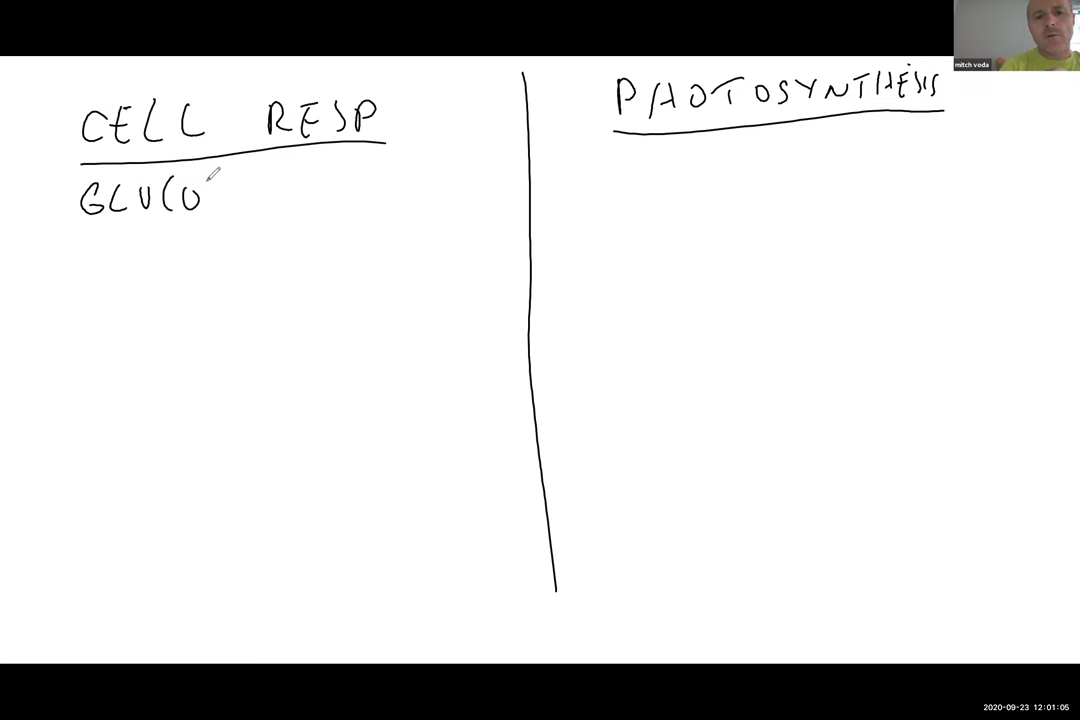 mitch voda
CELL RESP
PHOTOSYNTHESIS
GLUCO
2020-09-23 12:01:05